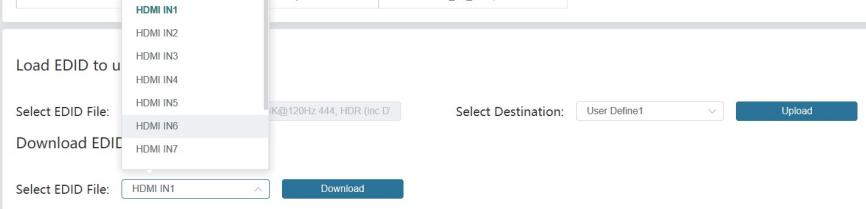 HDMI IN1
HDMI IN2
HDMI IN3
Load EDID to u
HDMI IN4
HDMI IN5
Select EDID File: K@120Hz 444, HDR (inc D Select Destination: User Define1 Upload
HDMI IN6
Download EDID
HDMI IN7
Select EDID File: HDMI IN1 Download